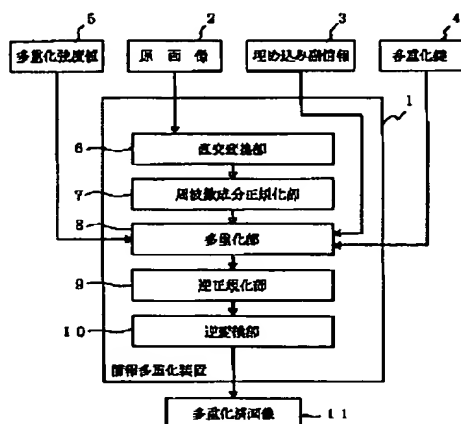 5 2 3 4
多重化強度値 原画像 埋め込み副情報 多重化鍵
1
6 直交変換部
7 周波数成分正規化部
8 多重化部
9 逆正規化部
10 逆変換部
情報多重化装置
多重化済画像 11